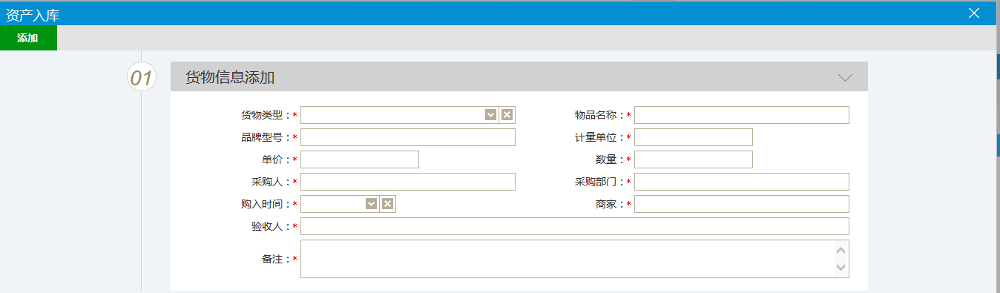 资产入库
添加
01
货物信息添加
货物类型：* 物品名称：*
品牌型号：* 计量单位：*
单价：* 数量：*
采购人：* 采购部门：*
购入时间：* 商家：*
验收人：*
备注：*